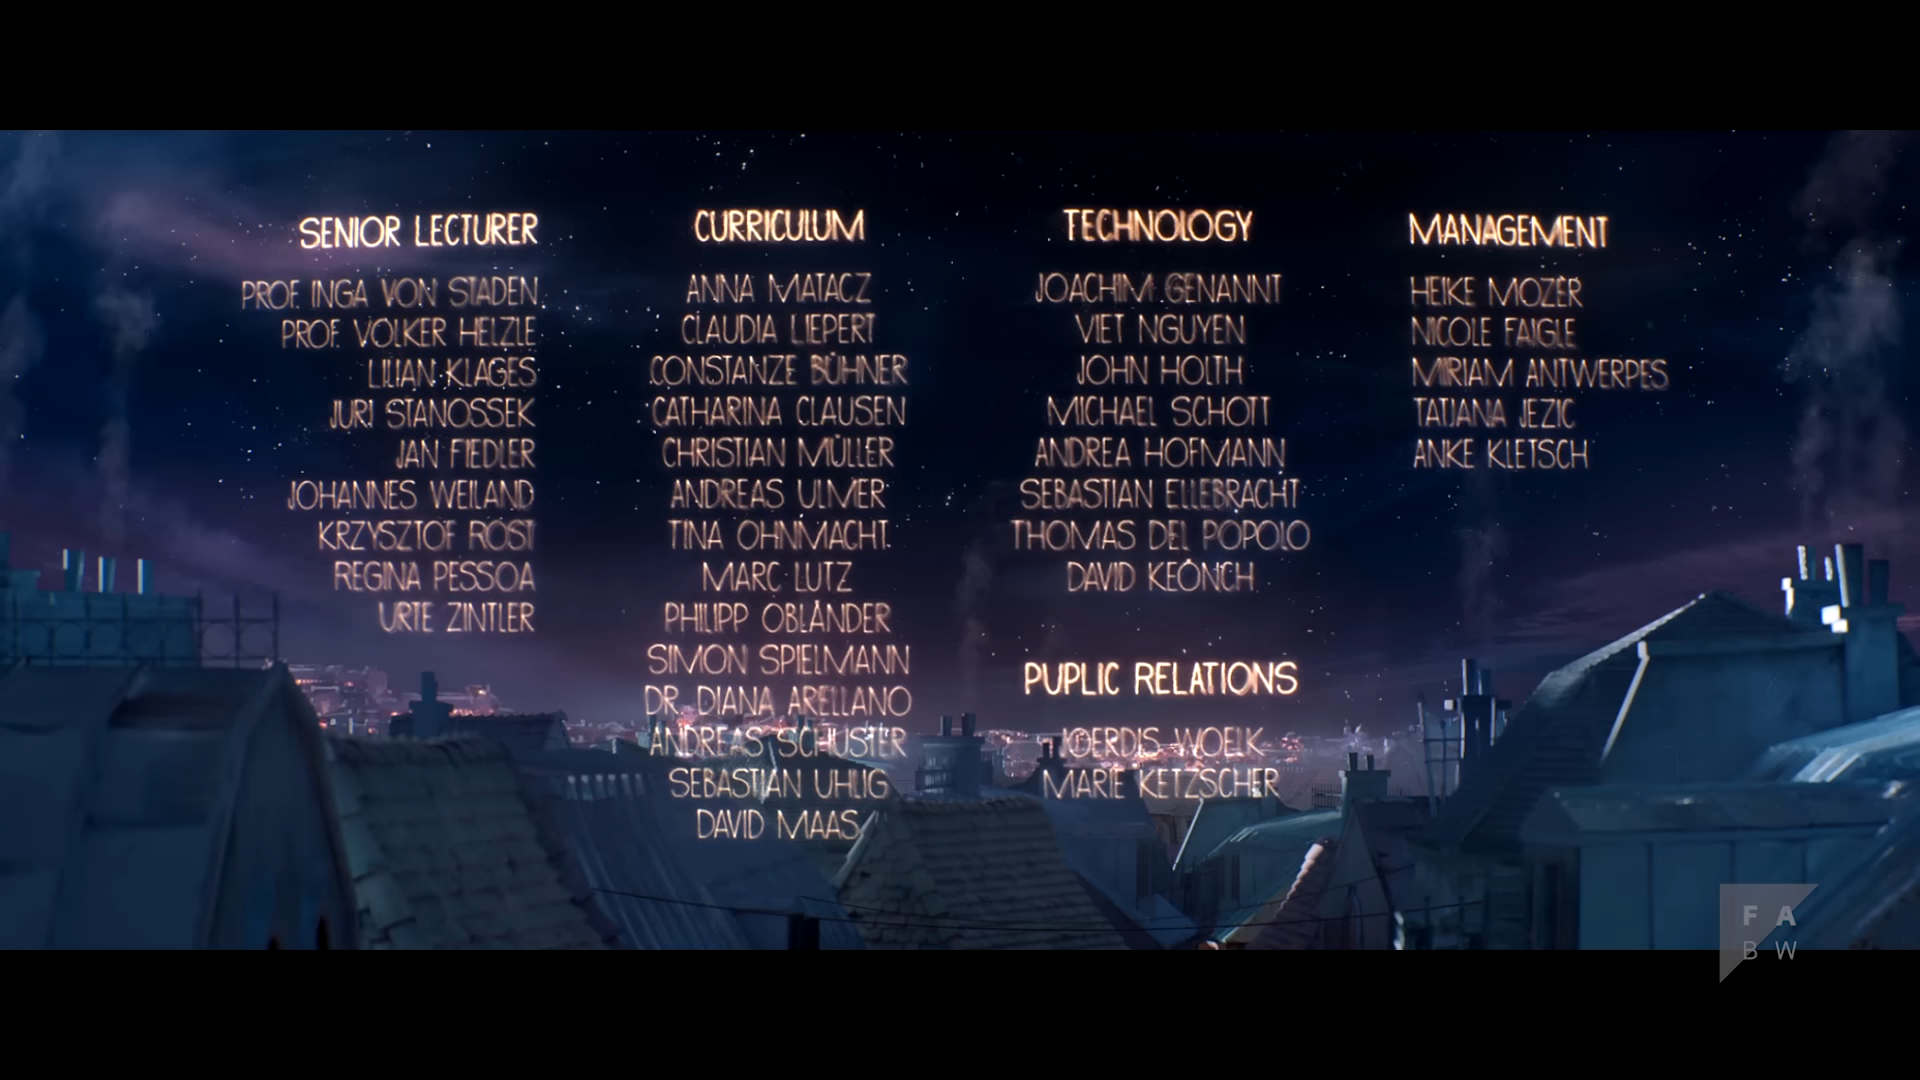 SENIOR LECTURER
PROF. INGA VON STADEN
PROF. VOLKER HELZLE
LILIAN KLAGES
JURI STANOSSEK
JAN FIEDLER
JOHANNES WEILAND
KRZYSZTOF ROST
REGINA PESSOA
URTE ZINTLER
CURRICULUM
ANNA MATACZ
CLAUDIA LIEPERT
CONSTANZE BÜHNER
CATHARINA CLAUSEN
CHRISTIAN MÜLLER
ANDREAS ULMER
TINA OHNMACHT
MARC LUTZ
PHILIPP OBLÄNDER
SIMON SPIELMANN
DR. DIANA ARELLANO
ANDREAS SCHUSTER
SEBASTIAN UHLIG
DAVID MAAS
TECHNOLOGY
JOACHIM GENANNT
VIET NGUYEN
JOHN HOLTH
MICHAEL SCHOTT
ANDREA HOFMANN
SEBASTIAN ELLEBRACHT
THOMAS DEL POPOLO
DAVID KEONCH
PUPLIC RELATIONS
JOERDIS WOELK
MARIE KETZSCHER
MANAGEMENT
HEIKE MOZER
NICOLE FAIGLE
MIRIAM ANTWERPES
TATJANA JEZIC
ANKE KLETSCH
F A
B W